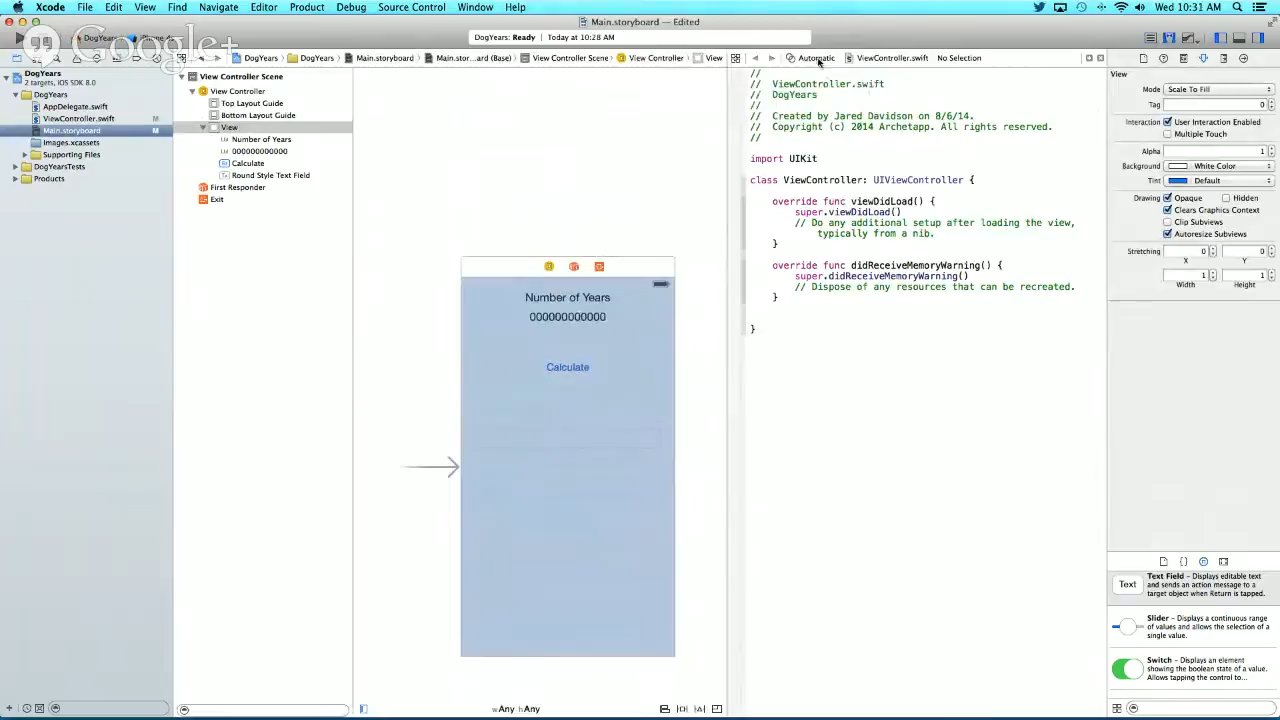 Xcode File Edit View Find Navigate Editor Product Debug Source Control Window Help
Wed 10:31 AM
Main.storyboard — Edited
DogYears: Ready Today at 10:28 AM
Google+
DogYears DogYears Main.storyboard Main.stor...ard (Base) View Controller Scene View Controller View
Automatic ViewController.swift No Selection
DogYears
2 targets, iOS SDK 8.0
DogYears
AppDelegate.swift
ViewController.swift M
Main.storyboard M
Images.xcassets
Supporting Files
DogYearsTests
Products
View Controller Scene
View Controller
Top Layout Guide
Bottom Layout Guide
View
Number of Years
000000000000
Calculate
Round Style Text Field
First Responder
Exit
Number of Years
000000000000
Calculate
wAny hAny
//
// ViewController.swift
// DogYears
//
// Created by Jared Davidson on 8/6/14.
// Copyright (c) 2014 Archetapp. All rights reserved.
//
import UIKit
class ViewController: UIViewController {
override func viewDidLoad() {
super.viewDidLoad()
// Do any additional setup after loading the view,
typically from a nib.
}
override func didReceiveMemoryWarning() {
super.didReceiveMemoryWarning()
// Dispose of any resources that can be recreated.
}
}
View
Mode Scale To Fill
Tag 0
Interaction User Interaction Enabled
Multiple Touch
Alpha 1
Background White Color
Tint Default
Drawing Opaque Hidden
Clears Graphics Context
Clip Subviews
Autoresize Subviews
Stretching 0 0
X Y
1 1
Width Height
Text
Text Field - Displays editable text
and sends an action message to a
target object when Return is tapped.
Slider - Displays a continuous range
of values and allows the selection of a
single value.
Switch - Displays an element
showing the boolean state of a value.
Allows tapping the control to...